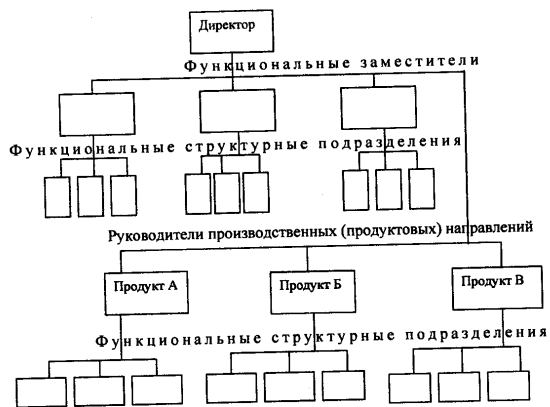 Директор
Функциональные заместители
Функциональные структурные подразделения
Руководители производственных (продуктовых) направлений
Продукт А
Продукт Б
Продукт В
Функциональные структурные подразделения